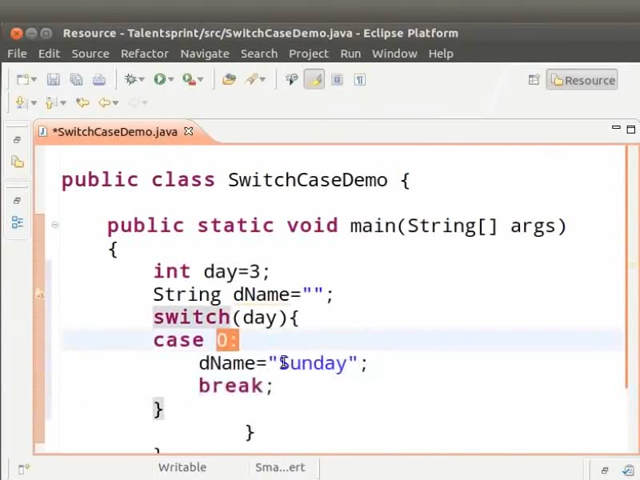 Resource - Talentsprint/src/SwitchCaseDemo.java - Eclipse Platform
File Edit Source Refactor Navigate Search Project Run Window Help
Resource
*SwitchCaseDemo.java
public class SwitchCaseDemo {
public static void main(String[] args)
{
int day=3;
String dName="";
switch(day){
case 0:
dName="Sunday";
break;
}
}
}
Writable Sma...ert